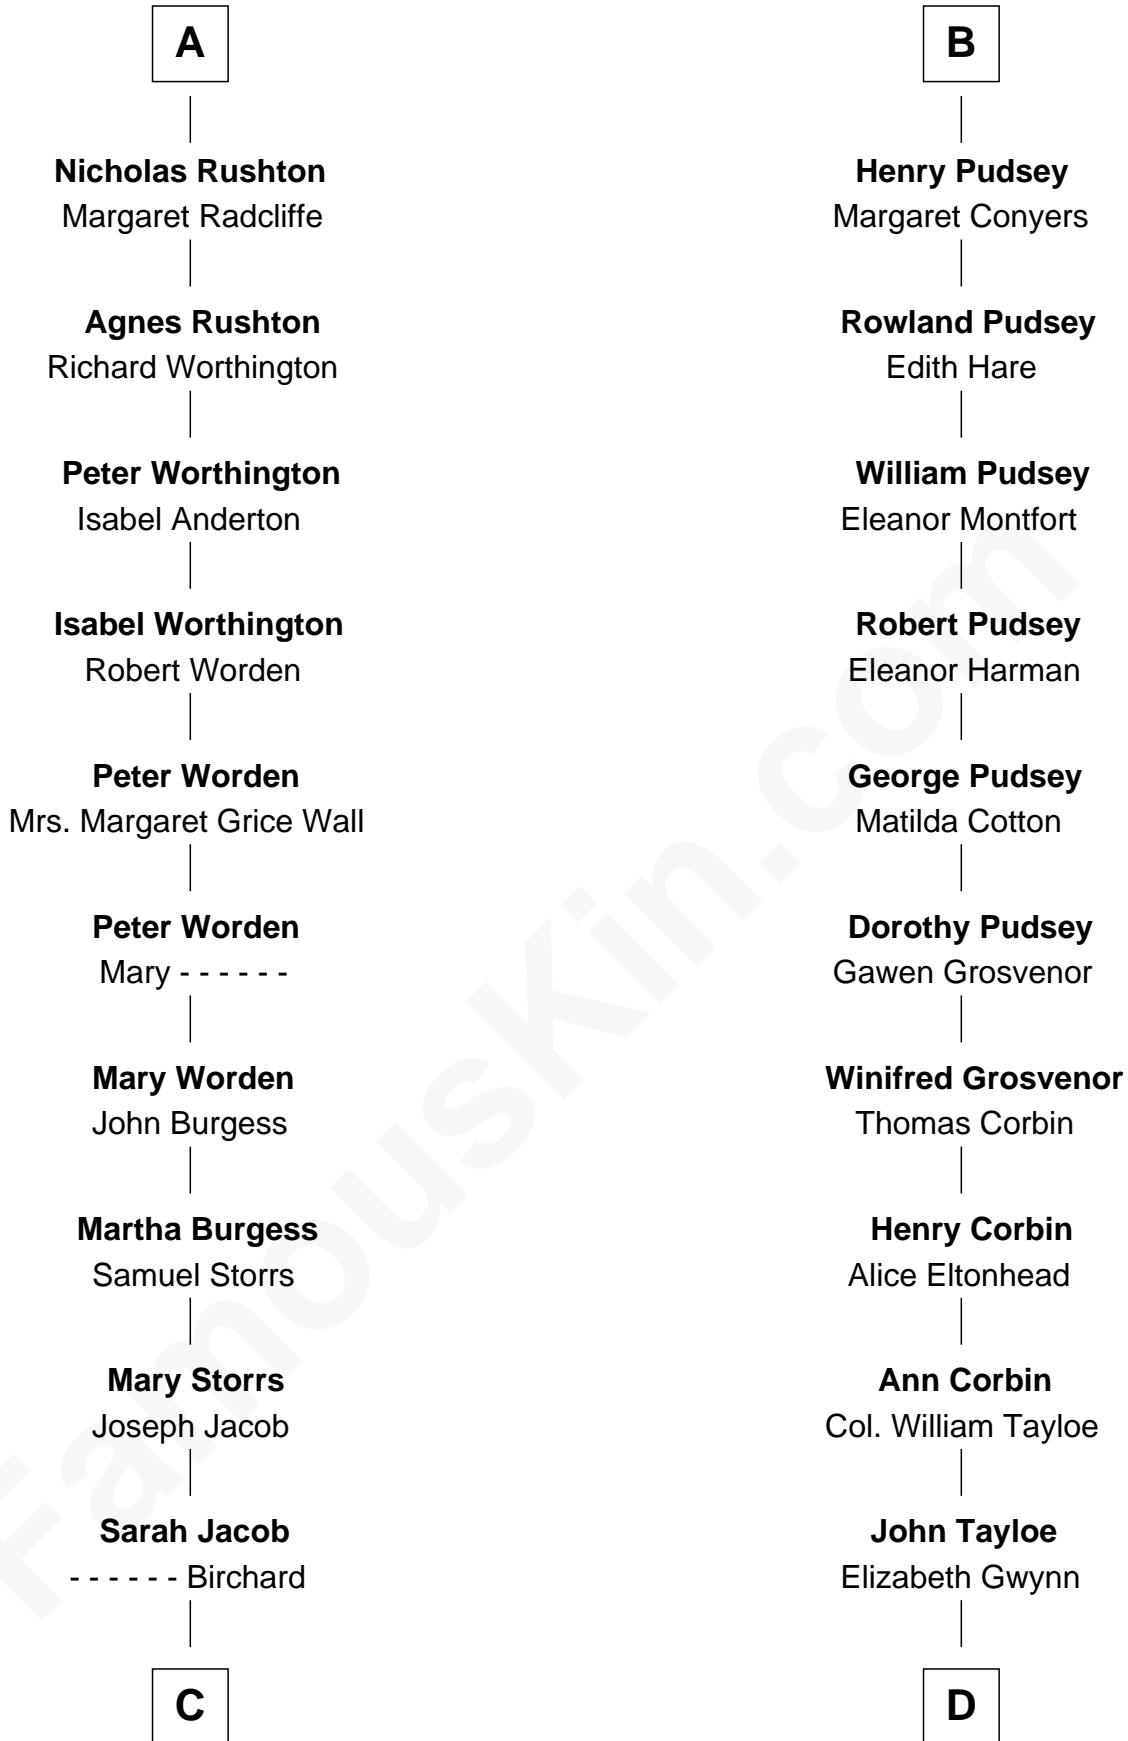 A
Nicholas Rushton
Margaret Radcliffe
Agnes Rushton
Richard Worthington
Peter Worthington
Isabel Anderton
Isabel Worthington
Robert Worden
Peter Worden
Mrs. Margaret Grice Wall
Peter Worden
Mary - - - - - -
Mary Worden
John Burgess
Martha Burgess
Samuel Storrs
Mary Storrs
Joseph Jacob
Sarah Jacob
- - - - - - Birchard
C
B
Henry Pudsey
Margaret Conyers
Rowland Pudsey
Edith Hare
William Pudsey
Eleanor Montfort
Robert Pudsey
Eleanor Harman
George Pudsey
Matilda Cotton
Dorothy Pudsey
Gawen Grosvenor
Winifred Grosvenor
Thomas Corbin
Henry Corbin
Alice Eltonhead
Ann Corbin
Col. William Tayloe
John Tayloe
Elizabeth Gwynn
D
FamousKin.com